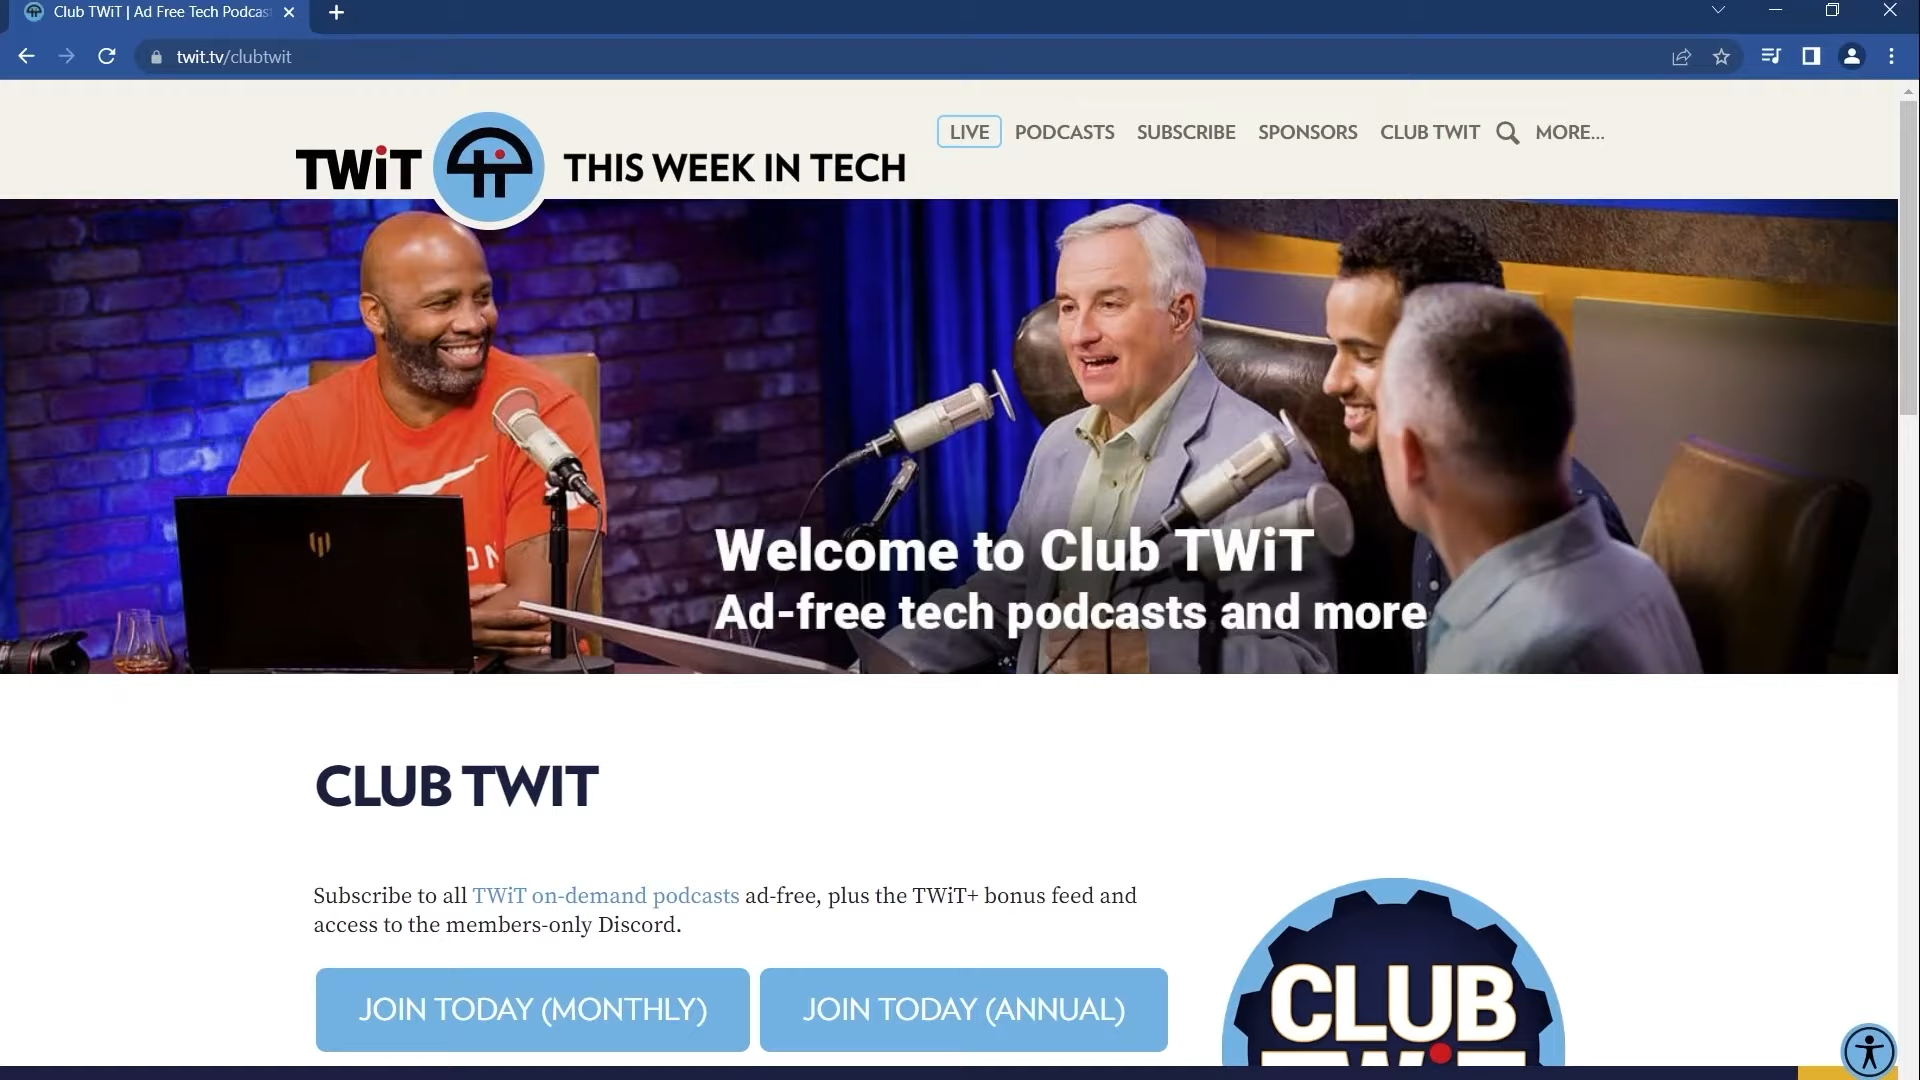 Club TWiT | Ad Free Tech Podcas
twit.tv/clubtwit
LIVE PODCASTS SUBSCRIBE SPONSORS CLUB TWIT MORE...
TWiT THIS WEEK IN TECH
Welcome to Club TWiT
Ad-free tech podcasts and more
CLUB TWIT
Subscribe to all TWiT on-demand podcasts ad-free, plus the TWiT+ bonus feed and
access to the members-only Discord.
JOIN TODAY (MONTHLY) JOIN TODAY (ANNUAL)
CLUB
TWiT